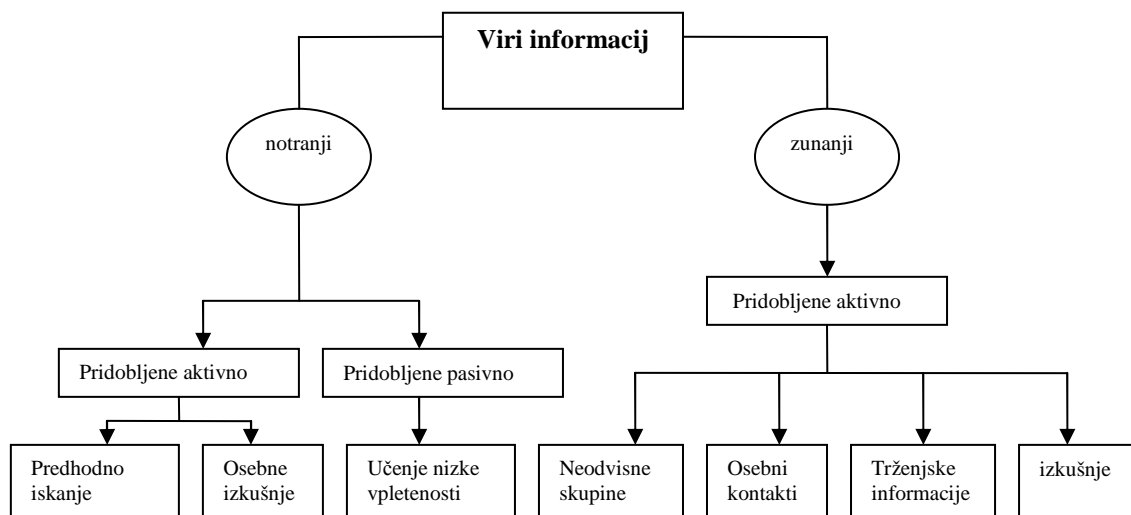 Viri informacij
notranji
zunanji
Pridobljene aktivno
Pridobljene aktivno
Pridobljene pasivno
Predhodno
iskanje
Osebne
izkušnje
Učenje nizke
vpletenosti
Neodvisne
skupine
Osebni
kontakti
Trženjske
informacije
izkušnje